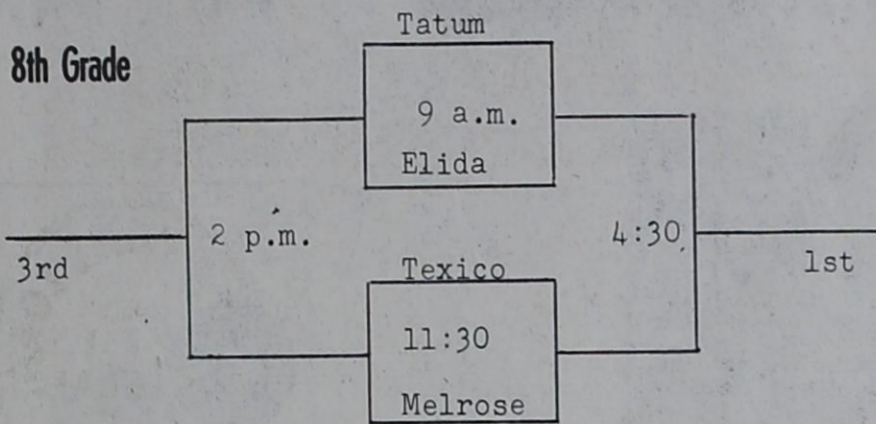 Tatum
8th Grade
9 a.m.
Elida
2 p.m.
4:30
3rd
Texico
1st
11:30
Melrose